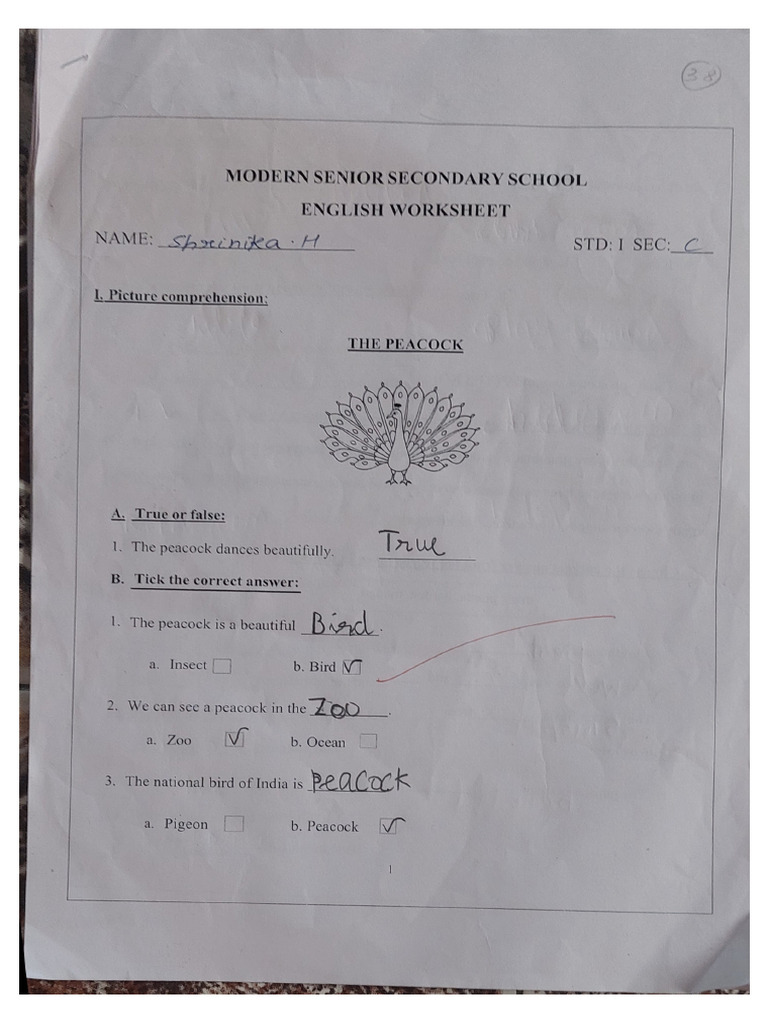 38
MODERN SENIOR SECONDARY SCHOOL
ENGLISH WORKSHEET
NAME: Shrinika. H STD: I SEC: C
I. Picture comprehension:
THE PEACOCK
A. True or false:
1. The peacock dances beautifully. True
B. Tick the correct answer:
1. The peacock is a beautiful Bird.
a. Insect b. Bird
2. We can see a peacock in the Zoo.
a. Zoo b. Ocean
3. The national bird of India is Peacock
a. Pigeon b. Peacock
1